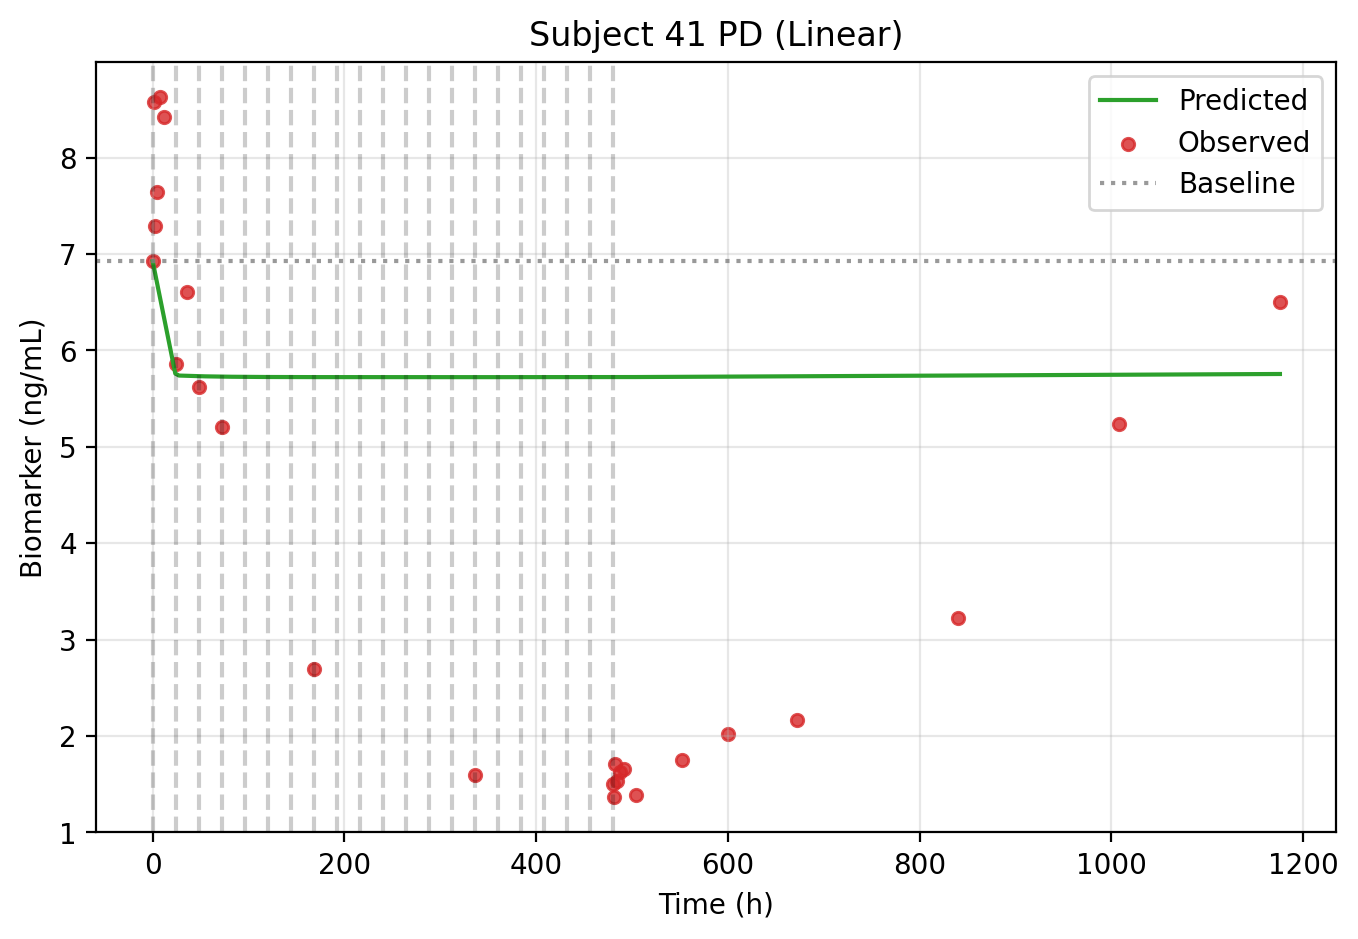 Subject 41 PD (Linear)
Predicted
Observed
Baseline
Biomarker (ng/mL)
8
7
6
5
4
3
2
1
0
200
400
600
800
1000
1200
Time (h)